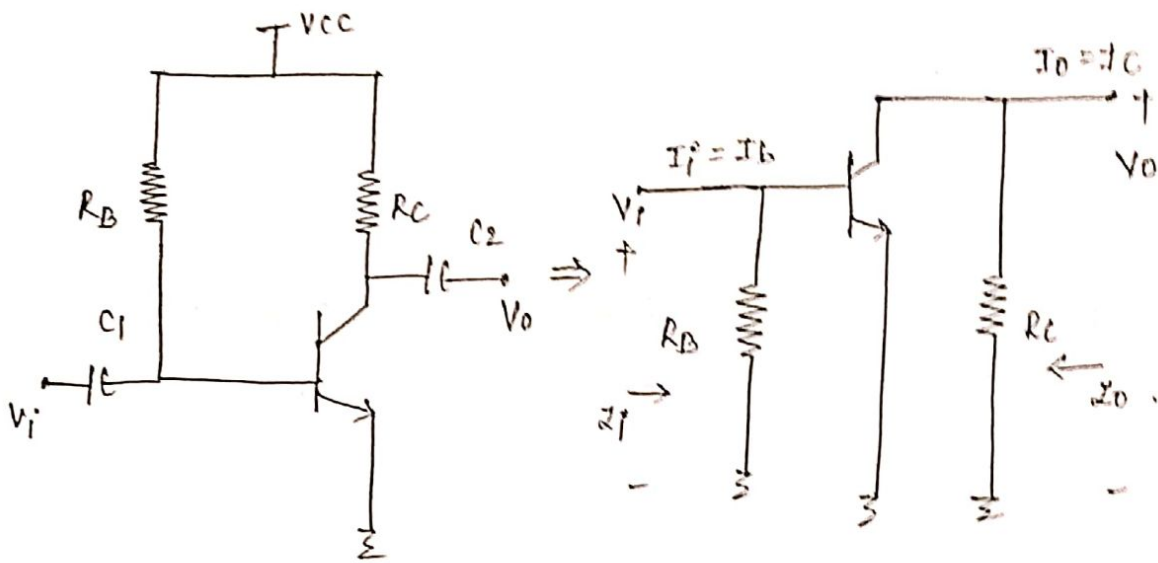 VCC
RB
RC
C2
C1
Vi
Vo
⇒
Io = Ic
Ii = Ib
Vi
+
+
Vo
RB
RC
Zi
Zo
-
-